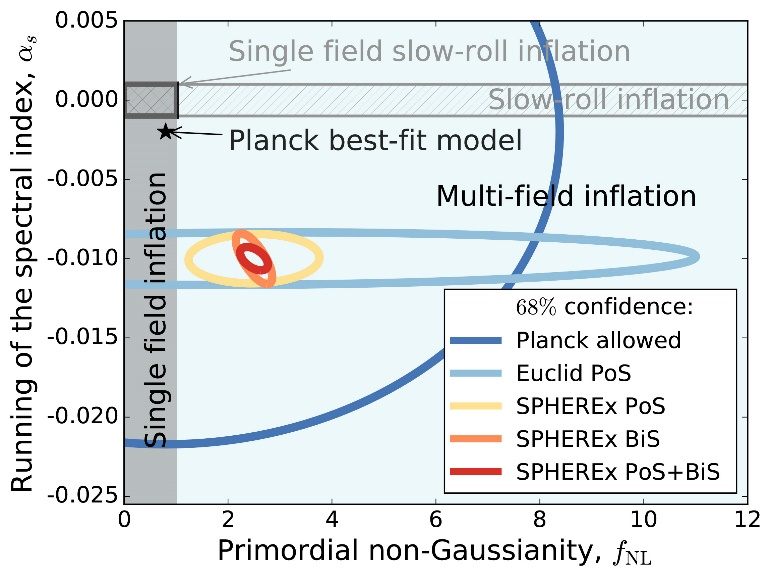 0.005
0.000
-0.005
-0.010
-0.015
-0.020
-0.025
Running of the spectral index, αₛ
Single field slow-roll inflation
Slow-roll inflation
Planck best-fit model
Multi-field inflation
Single field inflation
68% confidence:
Planck allowed
Euclid PoS
SPHEREx PoS
SPHEREx BiS
SPHEREx PoS+BiS
0 2 4 6 8 10 12
Primordial non-Gaussianity, f_NL